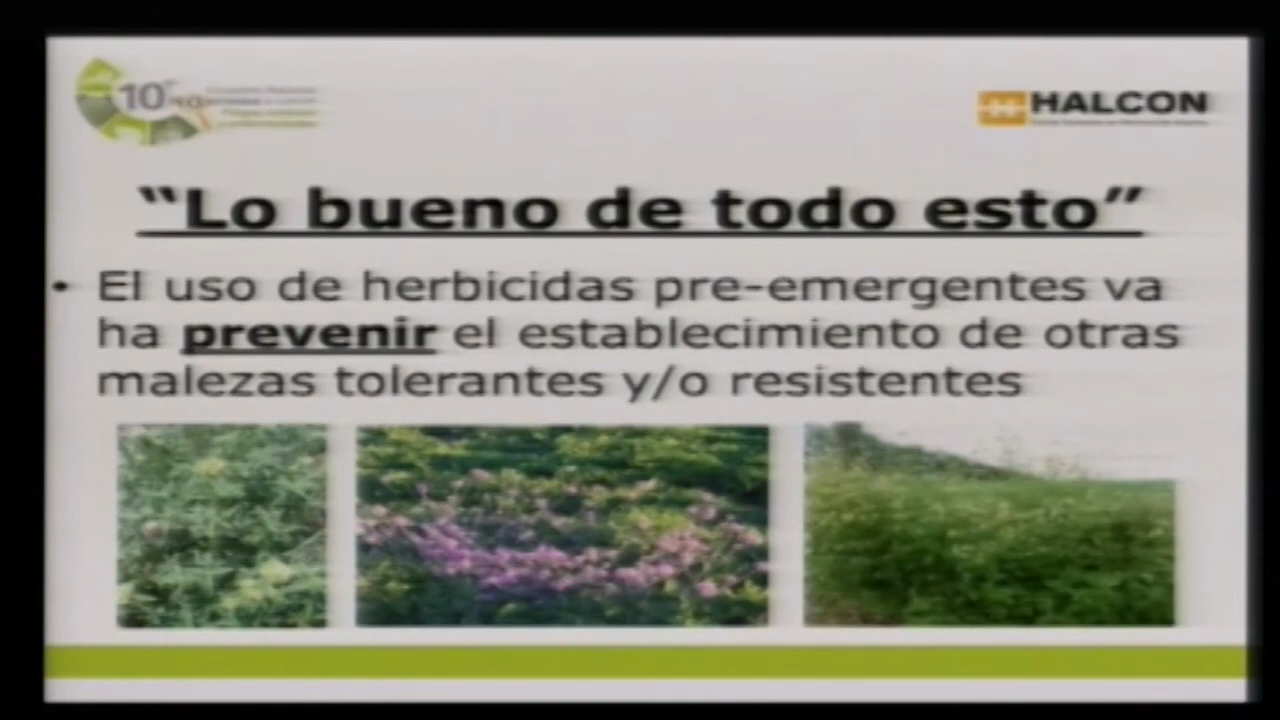 10°
HALCON
“Lo bueno de todo esto”
• El uso de herbicidas pre-emergentes va
ha prevenir el establecimiento de otras
malezas tolerantes y/o resistentes